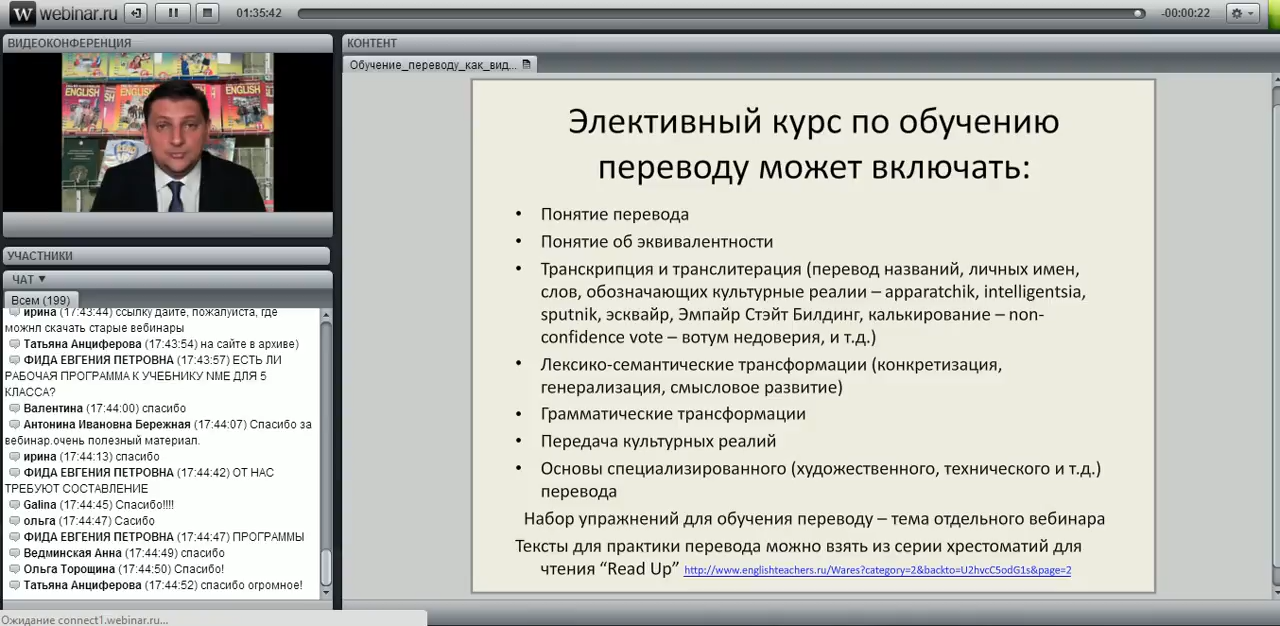 W webinar.ru
01:35:42
-00:00:22
ВИДЕОКОНФЕРЕНЦИЯ
ENGLISH
ENGLISH
ENGLISH
УЧАСТНИКИ
ЧАТ
Всем (199)
ирина (17:43:44) ссылку дайте, пожалуиста, где
можнл скачать старые вебинары
Татьяна Анциферова (17:43:54) на сайте в архиве)
ФИДА ЕВГЕНИЯ ПЕТРОВНА (17:43:57) ЕСТЬ ЛИ
РАБОЧАЯ ПРОГРАММА К УЧЕБНИКУ NME ДЛЯ 5
КЛАССА?
Валентина (17:44:00) спасибо
Антонина Ивановна Бережная (17:44:07) Спасибо за
вебинар.очень полезный материал.
ирина (17:44:13) спасибо
ФИДА ЕВГЕНИЯ ПЕТРОВНА (17:44:42) ОТ НАС
ТРЕБУЮТ СОСТАВЛЕНИЕ
Galina (17:44:45) Спасибо!!!!
ольга (17:44:47) Сасибо
ФИДА ЕВГЕНИЯ ПЕТРОВНА (17:44:47) ПРОГРАММЫ
Ведминская Анна (17:44:49) спасибо
Ольга Торощина (17:44:50) Спасибо!
Татьяна Анциферова (17:44:52) спасибо огромное!
Ожидание connect1.webinar.ru...
КОНТЕНТ
Обучение_переводу_как_вид...
Элективный курс по обучению
переводу может включать:
• Понятие перевода
• Понятие об эквивалентности
• Транскрипция и транслитерация (перевод названий, личных имен,
слов, обозначающих культурные реалии – apparatchik, intelligentsia,
sputnik, эсквайр, Эмпайр Стэйт Билдинг, калькирование – non-
confidence vote – вотум недоверия, и т.д.)
• Лексико-семантические трансформации (конкретизация,
генерализация, смысловое развитие)
• Грамматические трансформации
• Передача культурных реалий
• Основы специализированного (художественного, технического и т.д.)
перевода
Набор упражнений для обучения переводу – тема отдельного вебинара
Тексты для практики перевода можно взять из серии хрестоматий для
чтения “Read Up” http://www.englishteachers.ru/Wares?category=2&backto=U2hvcC5odG1s&page=2